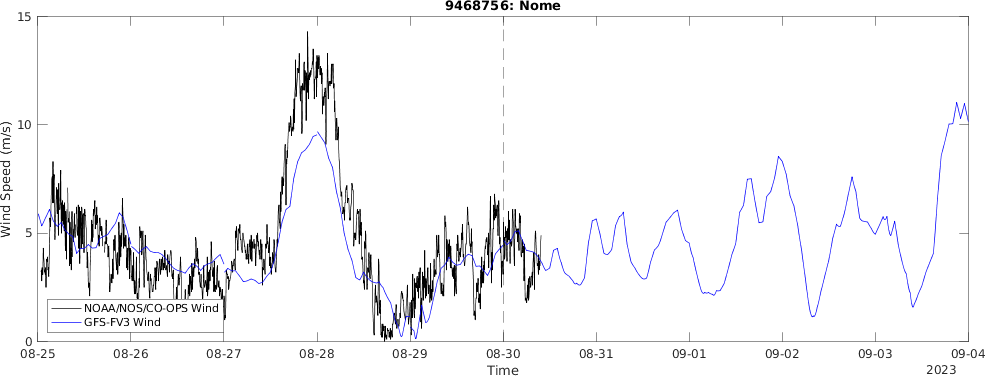 9468756: Nome
Wind Speed (m/s)
15
10
5
0
NOAA/NOS/CO-OPS Wind
GFS-FV3 Wind
08-25 08-26 08-27 08-28 08-29 08-30 08-31 09-01 09-02 09-03 09-04
Time
2023